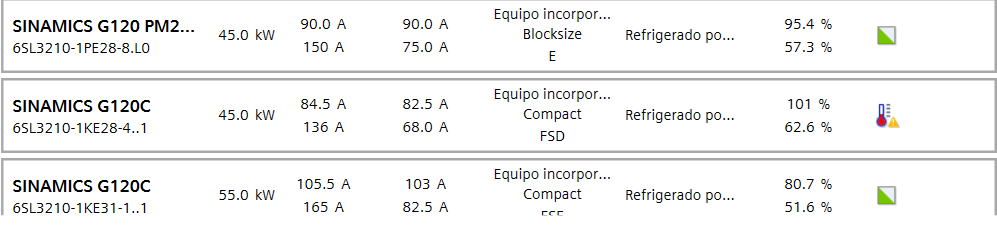 SINAMICS G120 PM2...
6SL3210-1PE28-8.L0
45.0 kW
90.0 A
150 A
90.0 A
75.0 A
Equipo incorpor...
Blocksize
E
Refrigerado po...
95.4 %
57.3 %
SINAMICS G120C
6SL3210-1KE28-4..1
45.0 kW
84.5 A
136 A
82.5 A
68.0 A
Equipo incorpor...
Compact
FSD
Refrigerado po...
101 %
62.6 %
SINAMICS G120C
6SL3210-1KE31-1..1
55.0 kW
105.5 A
165 A
103 A
82.5 A
Equipo incorpor...
Compact
Refrigerado po...
80.7 %
51.6 %